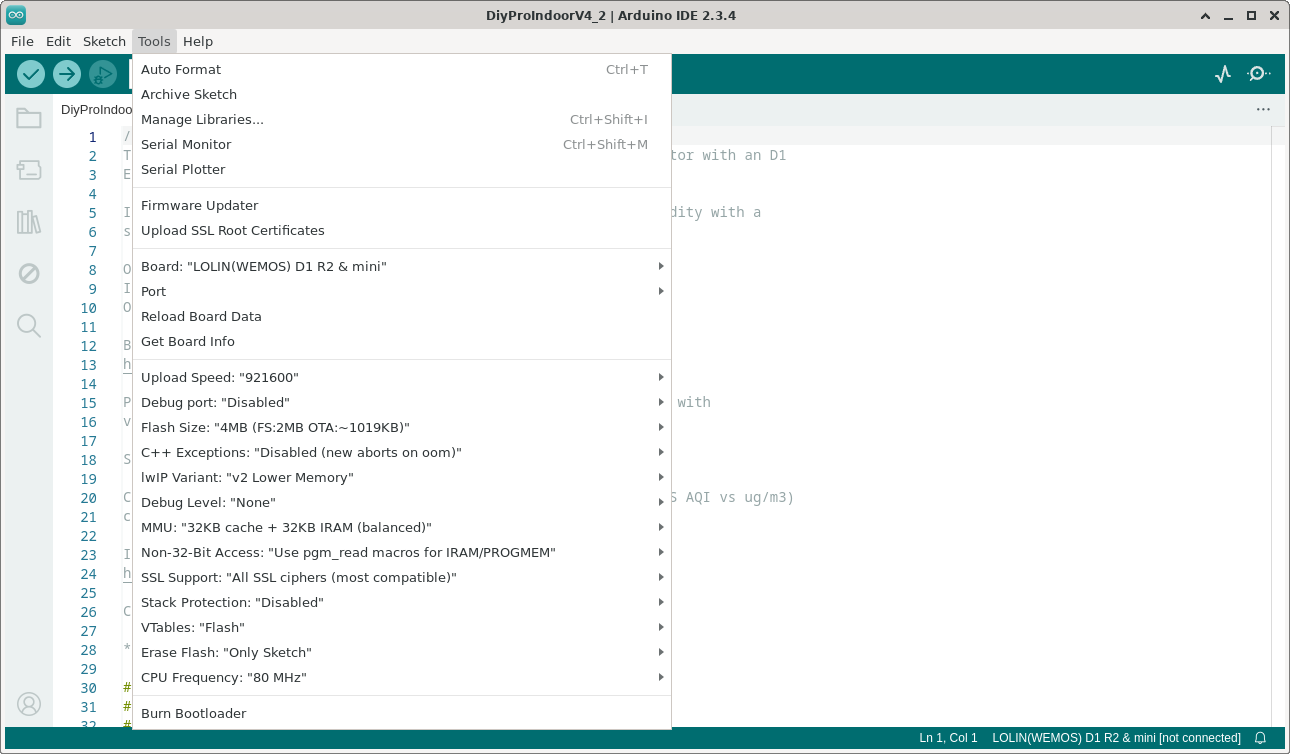 DiyProIndoorV4_2 | Arduino IDE 2.3.4
File Edit Sketch Tools Help
DiyProIndoo
Auto Format Ctrl+T
Archive Sketch
Manage Libraries... Ctrl+Shift+I
Serial Monitor Ctrl+Shift+M
Serial Plotter
Firmware Updater
Upload SSL Root Certificates
Board: "LOLIN(WEMOS) D1 R2 & mini"
Port
Reload Board Data
Get Board Info
Upload Speed: "921600"
Debug port: "Disabled"
Flash Size: "4MB (FS:2MB OTA:~1019KB)"
C++ Exceptions: "Disabled (new aborts on oom)"
lwIP Variant: "v2 Lower Memory"
Debug Level: "None"
MMU: "32KB cache + 32KB IRAM (balanced)"
Non-32-Bit Access: "Use pgm_read macros for IRAM/PROGMEM"
SSL Support: "All SSL ciphers (most compatible)"
Stack Protection: "Disabled"
VTables: "Flash"
Erase Flash: "Only Sketch"
CPU Frequency: "80 MHz"
Burn Bootloader
1 /
2 T tor with an D1
3 E
4
5 I dity with a
6 s
7
8 O
9 I
10 O
11
12 B
13 h
14
15 P with
16 v
17
18 S
19
20 C S AQI vs ug/m3)
21 c
22
23 I
24 h
25
26 C
27
28 *
29
30 #
31 #
32 #
Ln 1, Col 1 LOLIN(WEMOS) D1 R2 & mini [not connected]